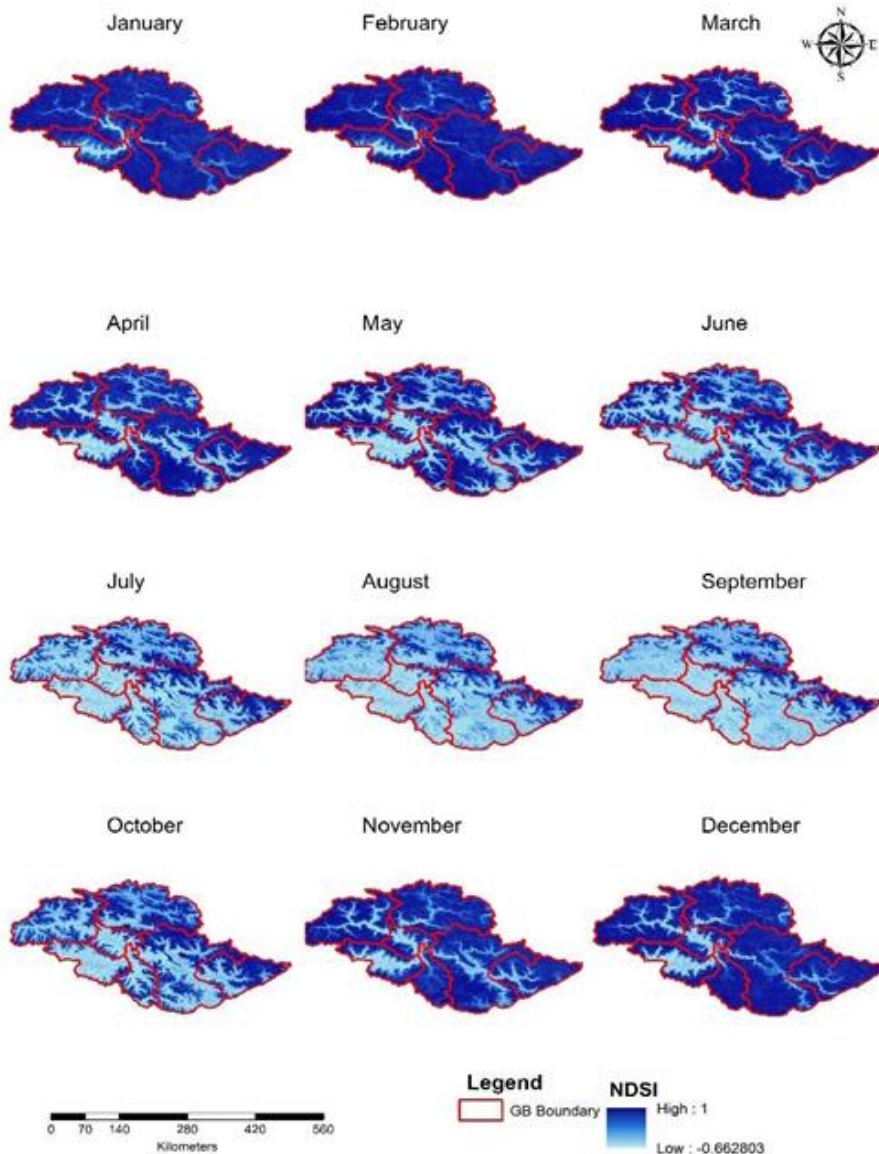 January February March
N
W E
S
April May June
July August September
October November December
Legend
GB Boundary
NDSI
High : 1
Low : -0.662803
0 70 140 280 420 560
Kilometers